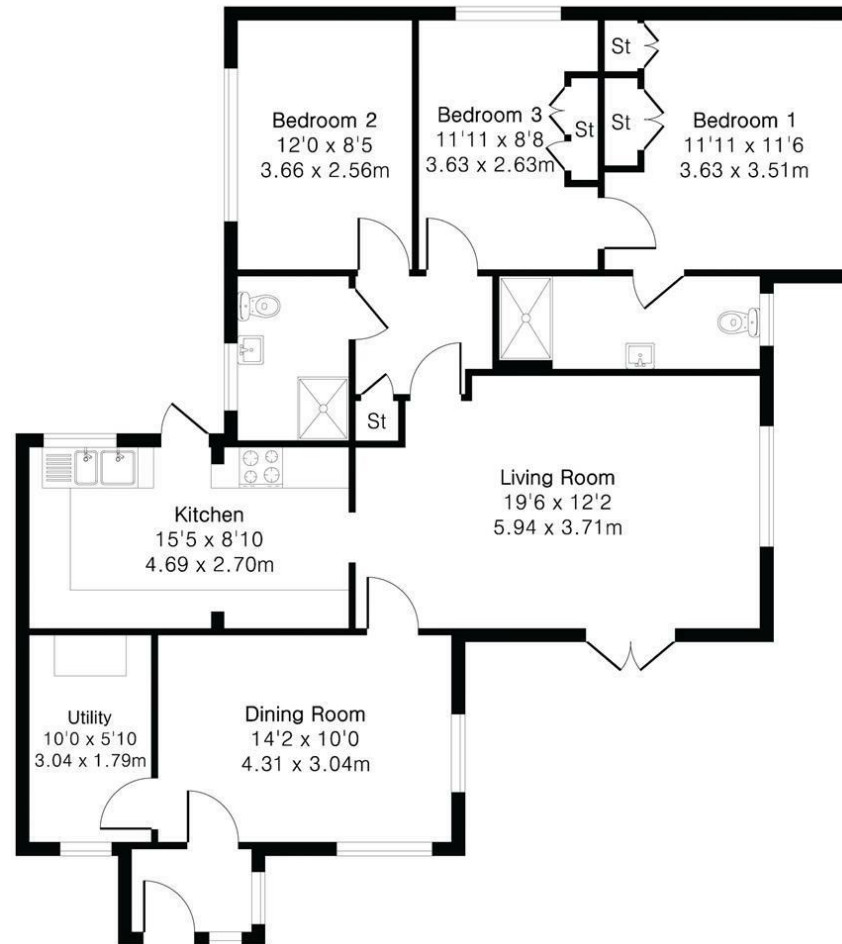 St
Bedroom 2
12'0 x 8'5
3.66 x 2.56m
Bedroom 3
11'11 x 8'8
3.63 x 2.63m
St
St
Bedroom 1
11'11 x 11'6
3.63 x 3.51m
St
Living Room
19'6 x 12'2
5.94 x 3.71m
Kitchen
15'5 x 8'10
4.69 x 2.70m
Utility
10'0 x 5'10
3.04 x 1.79m
Dining Room
14'2 x 10'0
4.31 x 3.04m